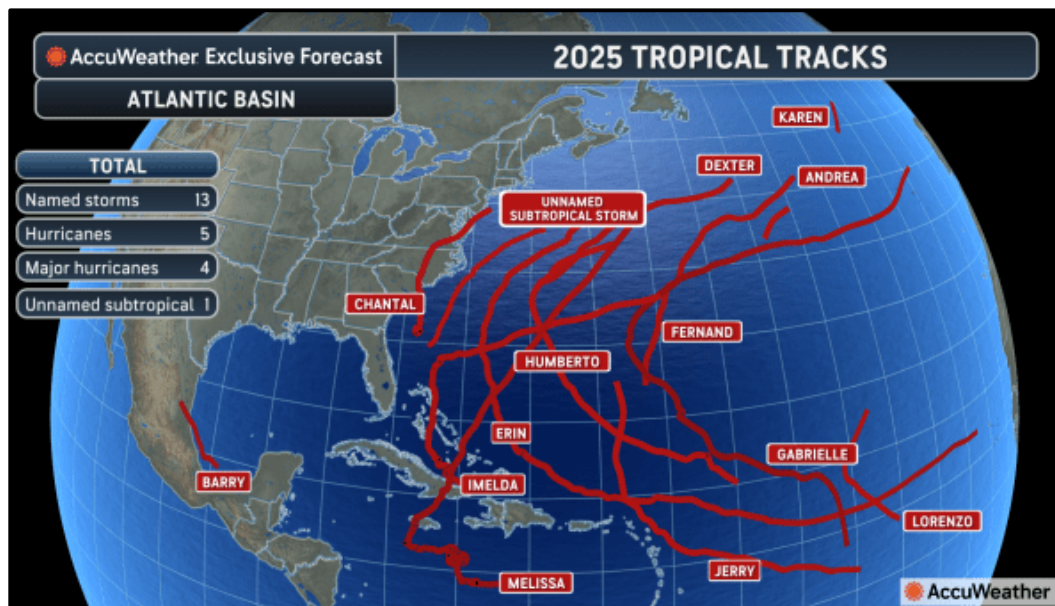 AccuWeather Exclusive Forecast
2025 TROPICAL TRACKS
ATLANTIC BASIN
TOTAL
Named storms 13
Hurricanes 5
Major hurricanes 4
Unnamed subtropical 1
KAREN
DEXTER
ANDREA
UNNAMED
SUBTROPICAL STORM
CHANTAL
FERNAND
HUMBERTO
ERIN
GABRIELLE
BARRY
IMELDA
LORENZO
JERRY
MELISSA
AccuWeather